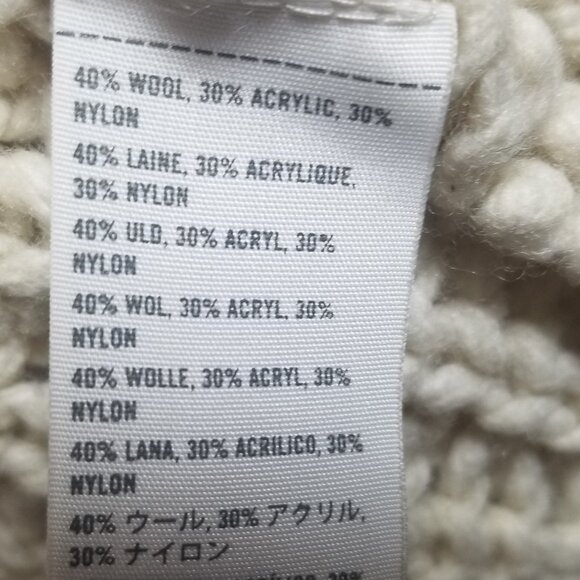 40% WOOL, 30% ACRYLIC, 30%
NYLON
40% LAINE, 30% ACRYLIQUE,
30% NYLON
40% ULD, 30% ACRYL, 30%
NYLON
40% WOL, 30% ACRYL, 30%
NYLON
40% WOLLE, 30% ACRYL, 30%
NYLON
40% LANA, 30% ACRILICO, 30%
NYLON
40% ウール, 30% アクリル,
30% ナイロン